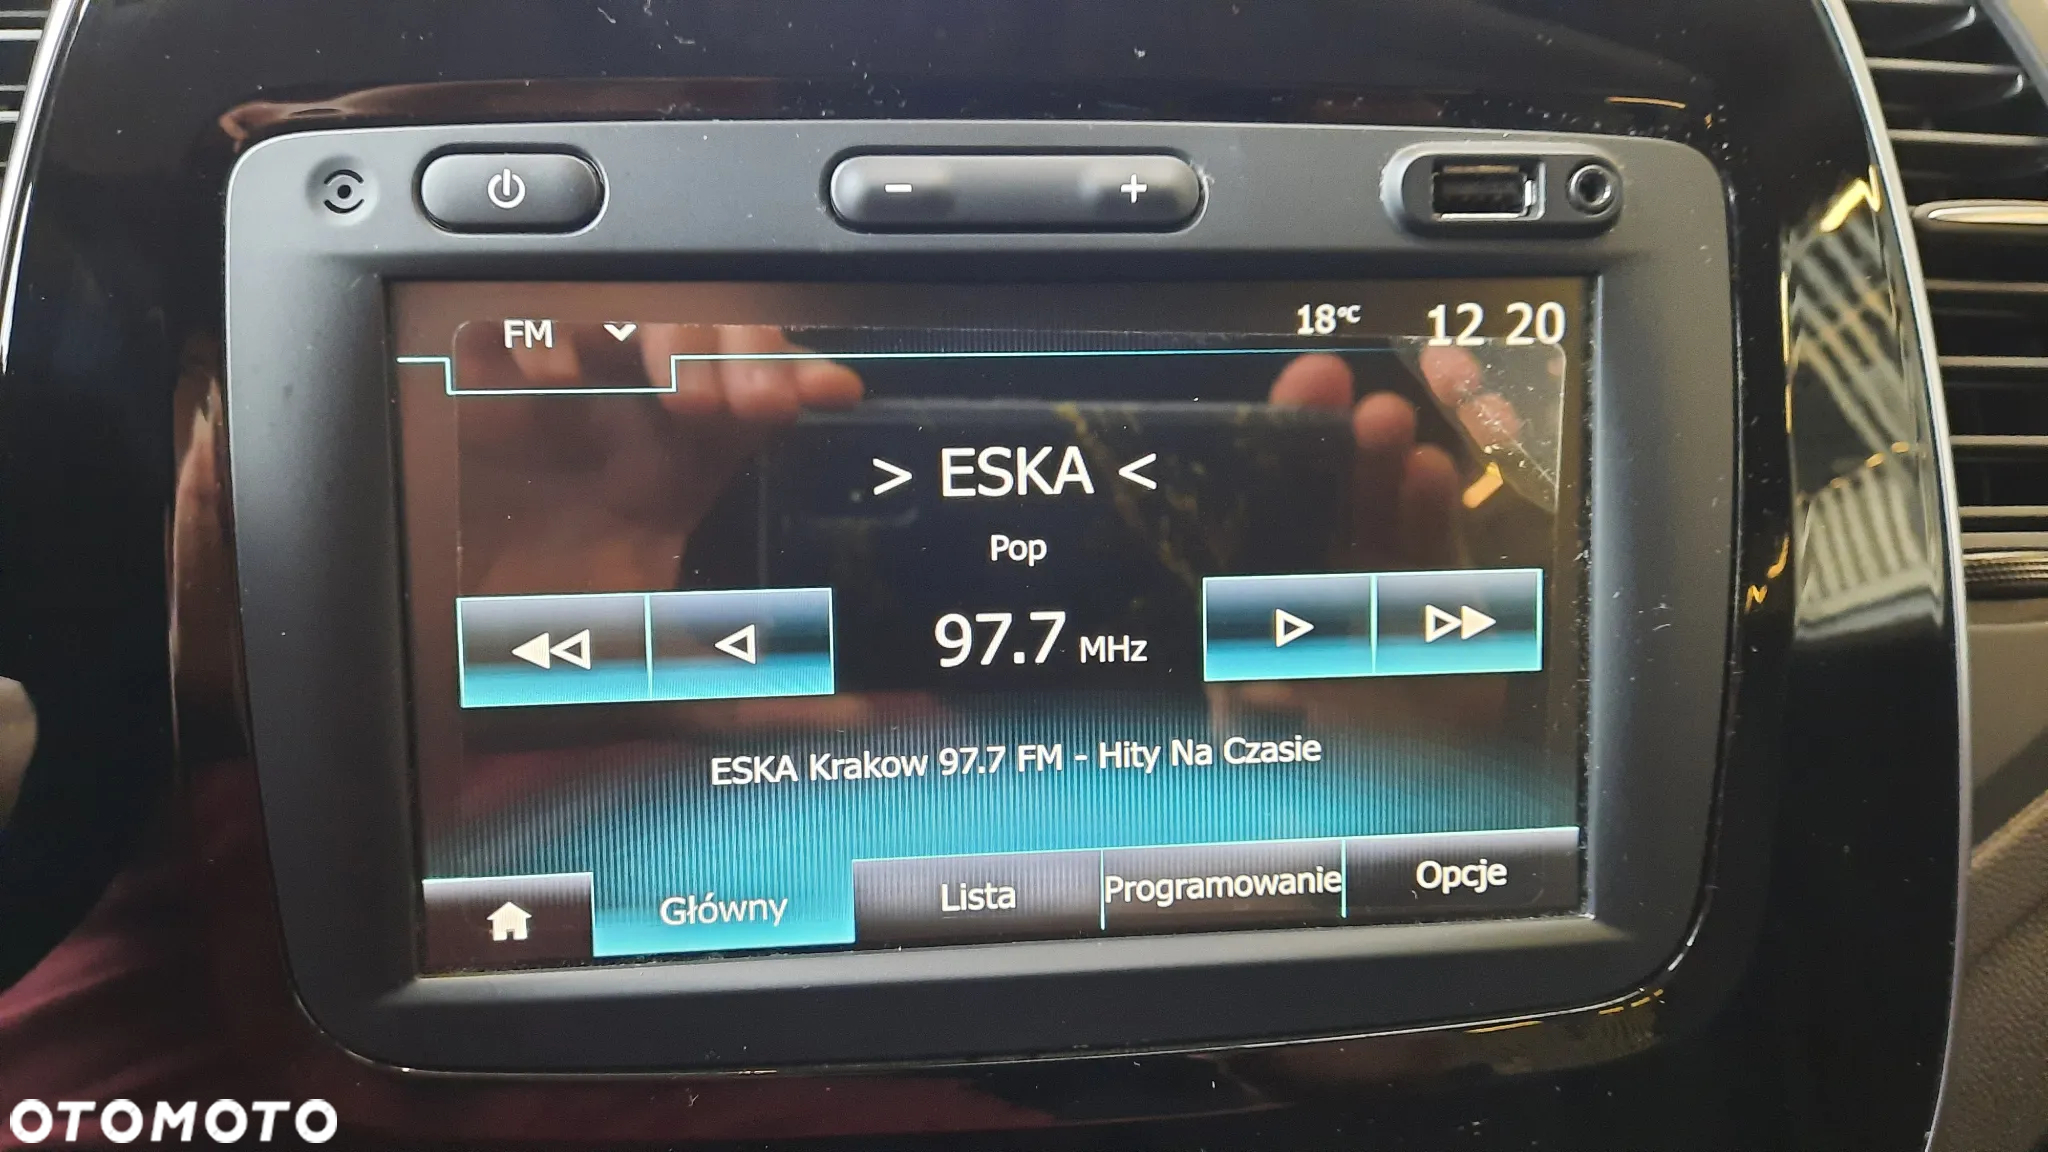 FM
18°C
12 20
> ESKA <
Pop
97.7 MHz
ESKA Krakow 97.7 FM - Hity Na Czasie
Główny
Lista
Programowanie
Opcje
OTOMOTO